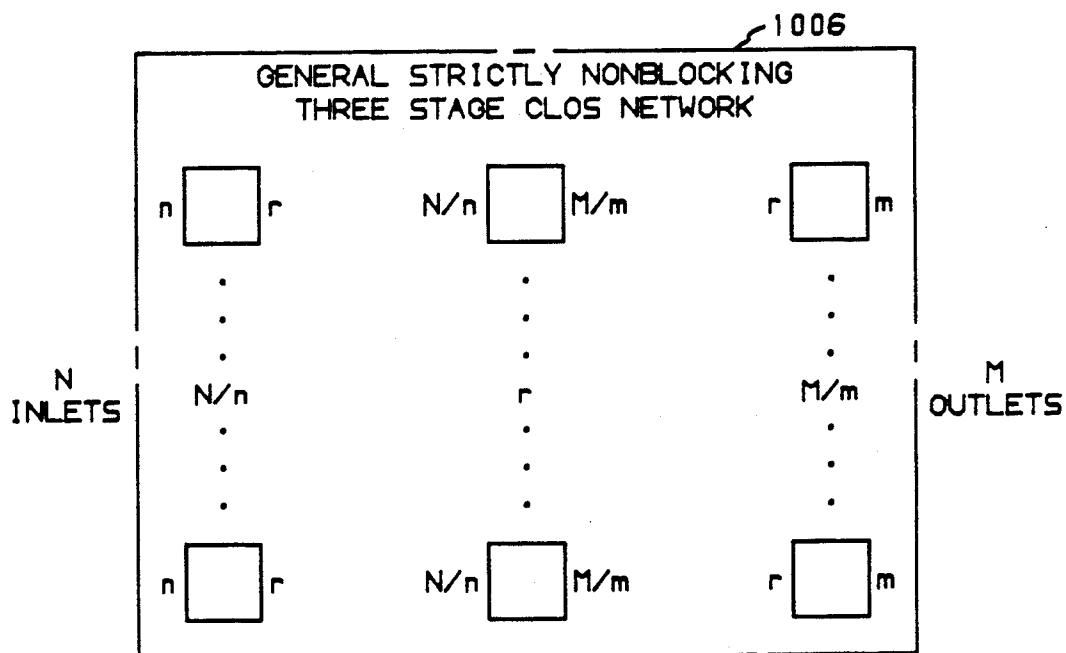 1006
GENERAL STRICTLY NONBLOCKING
THREE STAGE CLOS NETWORK
n r N/n M/m r m
N INLETS
N/n r M/m
M OUTLETS
n r N/n M/m r m